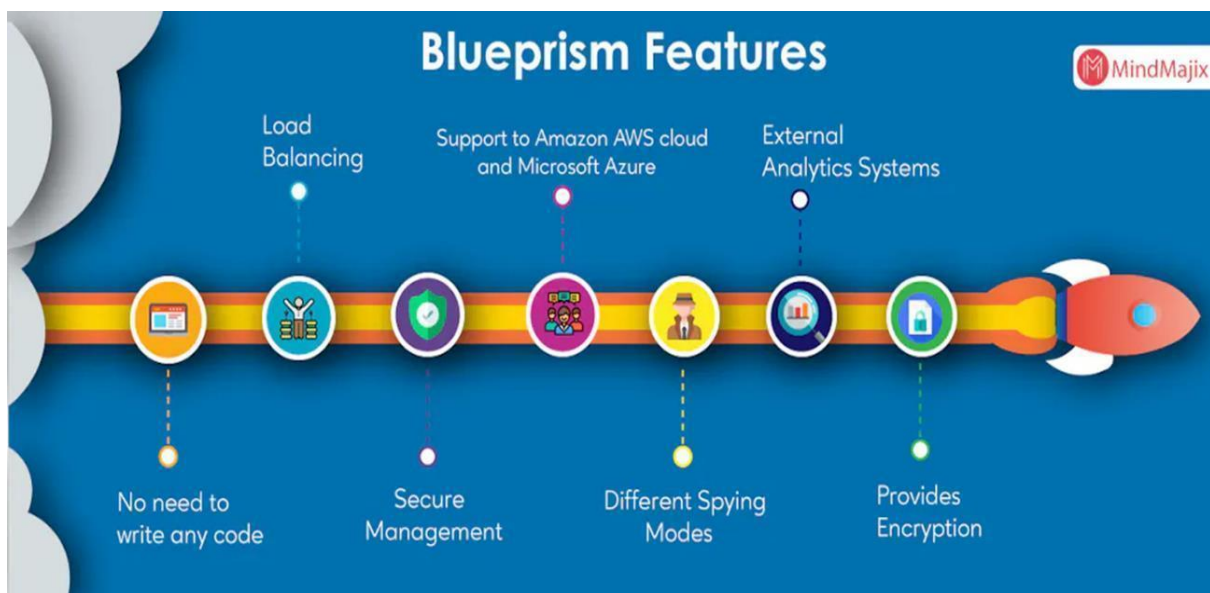 Blueprism Features
MindMajix
Load
Balancing
Support to Amazon AWS cloud
and Microsoft Azure
External
Analytics Systems
No need to
write any code
Secure
Management
Different Spying
Modes
Provides
Encryption